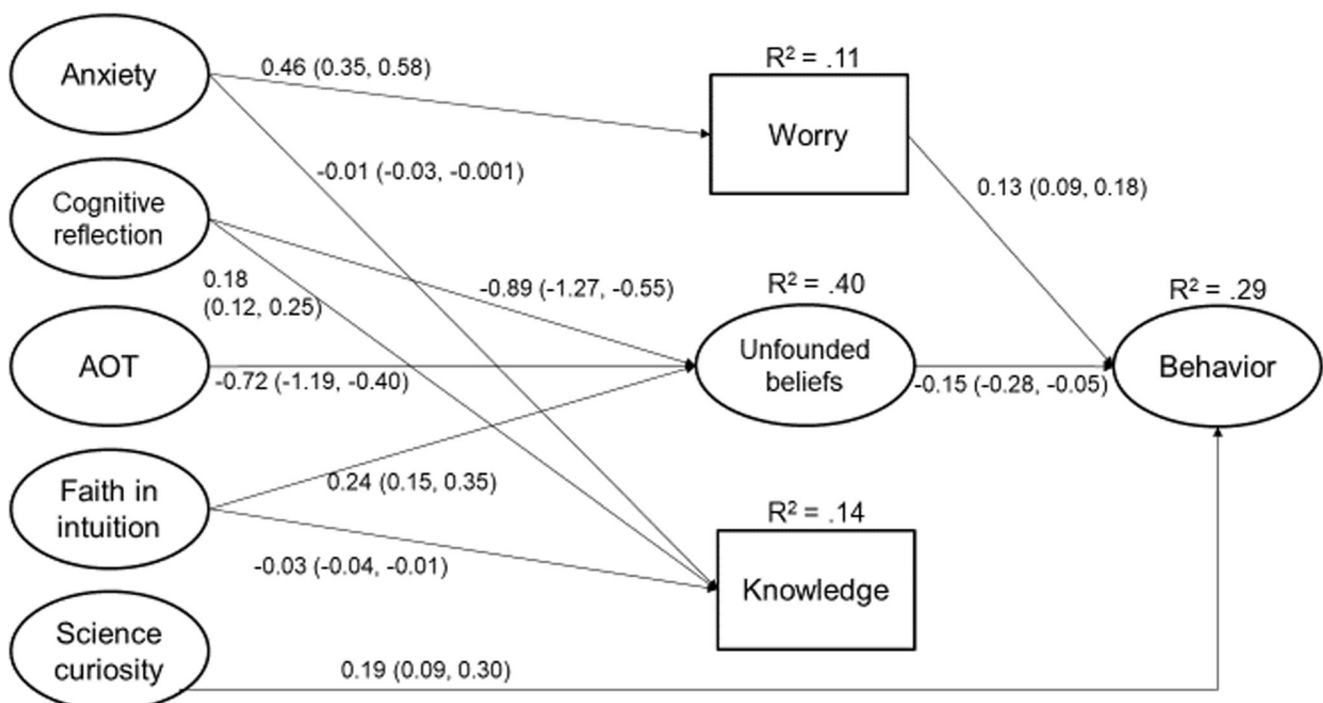 Anxiety
0.46 (0.35, 0.58)
R² = .11
Worry
-0.01 (-0.03, -0.001)
0.13 (0.09, 0.18)
Cognitive
reflection
0.18
(0.12, 0.25)
-0.89 (-1.27, -0.55)
R² = .40
R² = .29
AOT
-0.72 (-1.19, -0.40)
Unfounded
beliefs
-0.15 (-0.28, -0.05)
Behavior
Faith in
intuition
0.24 (0.15, 0.35)
-0.03 (-0.04, -0.01)
R² = .14
Knowledge
Science
curiosity
0.19 (0.09, 0.30)